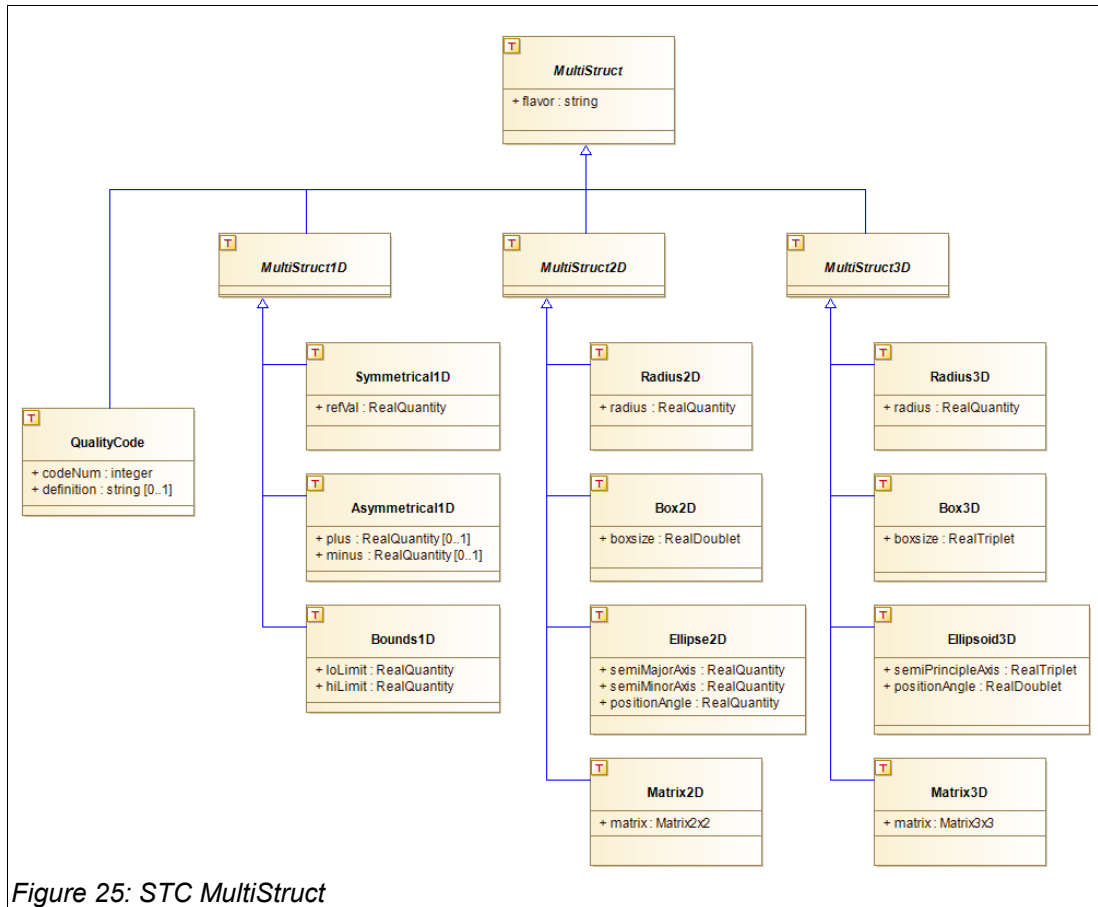 T
MultiStruct
+ flavor : string
T
MultiStruct1D
T
MultiStruct2D
T
MultiStruct3D
T
Symmetrical1D
+ refVal : RealQuantity
T
Radius2D
+ radius : RealQuantity
T
Radius3D
+ radius : RealQuantity
T
QualityCode
+ codeNum : integer
+ definition : string [0..1]
T
Asymmetrical1D
+ plus : RealQuantity [0..1]
+ minus : RealQuantity [0..1]
T
Box2D
+ boxsize : RealDoublet
T
Box3D
+ boxsize : RealTriplet
T
Bounds1D
+ loLimit : RealQuantity
+ hiLimit : RealQuantity
T
Ellipse2D
+ semiMajorAxis : RealQuantity
+ semiMinorAxis : RealQuantity
+ positionAngle : RealQuantity
T
Ellipsoid3D
+ semiPrincipleAxis : RealTriplet
+ positionAngle : RealDoublet
T
Matrix2D
+ matrix : Matrix2x2
T
Matrix3D
+ matrix : Matrix3x3
Figure 25: STC MultiStruct